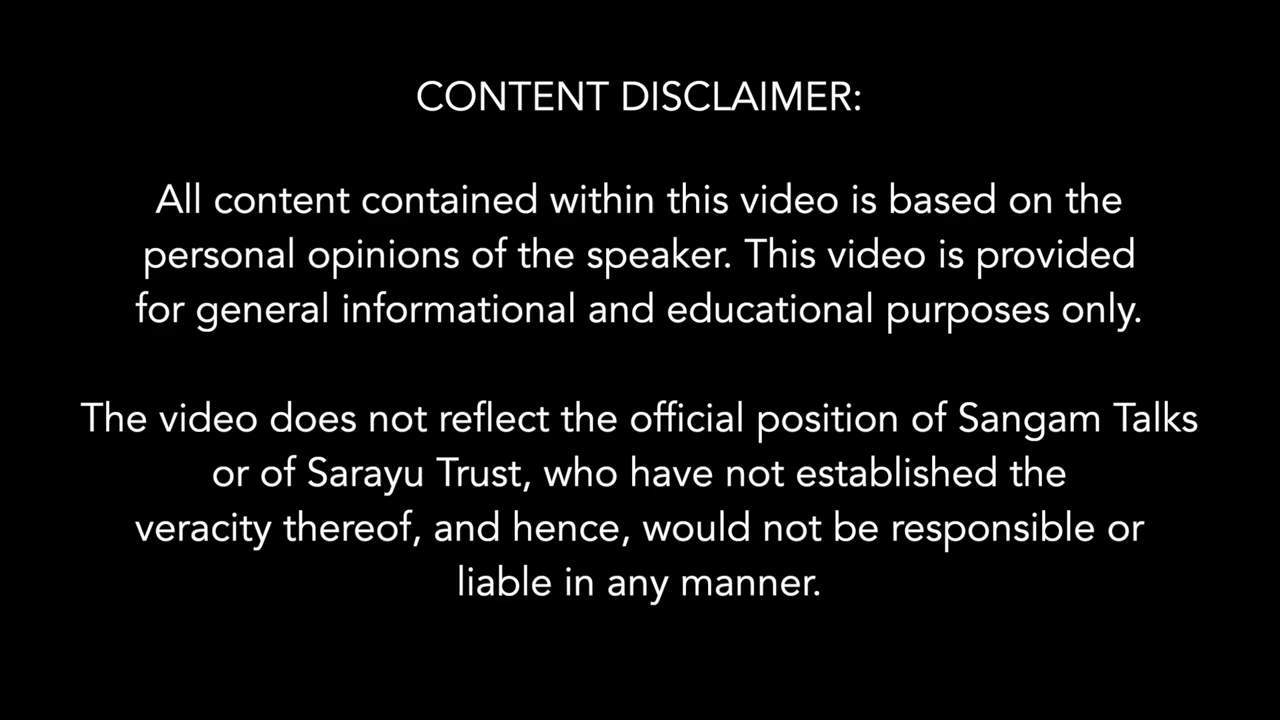 CONTENT DISCLAIMER:
All content contained within this video is based on the
personal opinions of the speaker. This video is provided
for general informational and educational purposes only.
The video does not reflect the official position of Sangam Talks
or of Sarayu Trust, who have not established the
veracity thereof, and hence, would not be responsible or
liable in any manner.